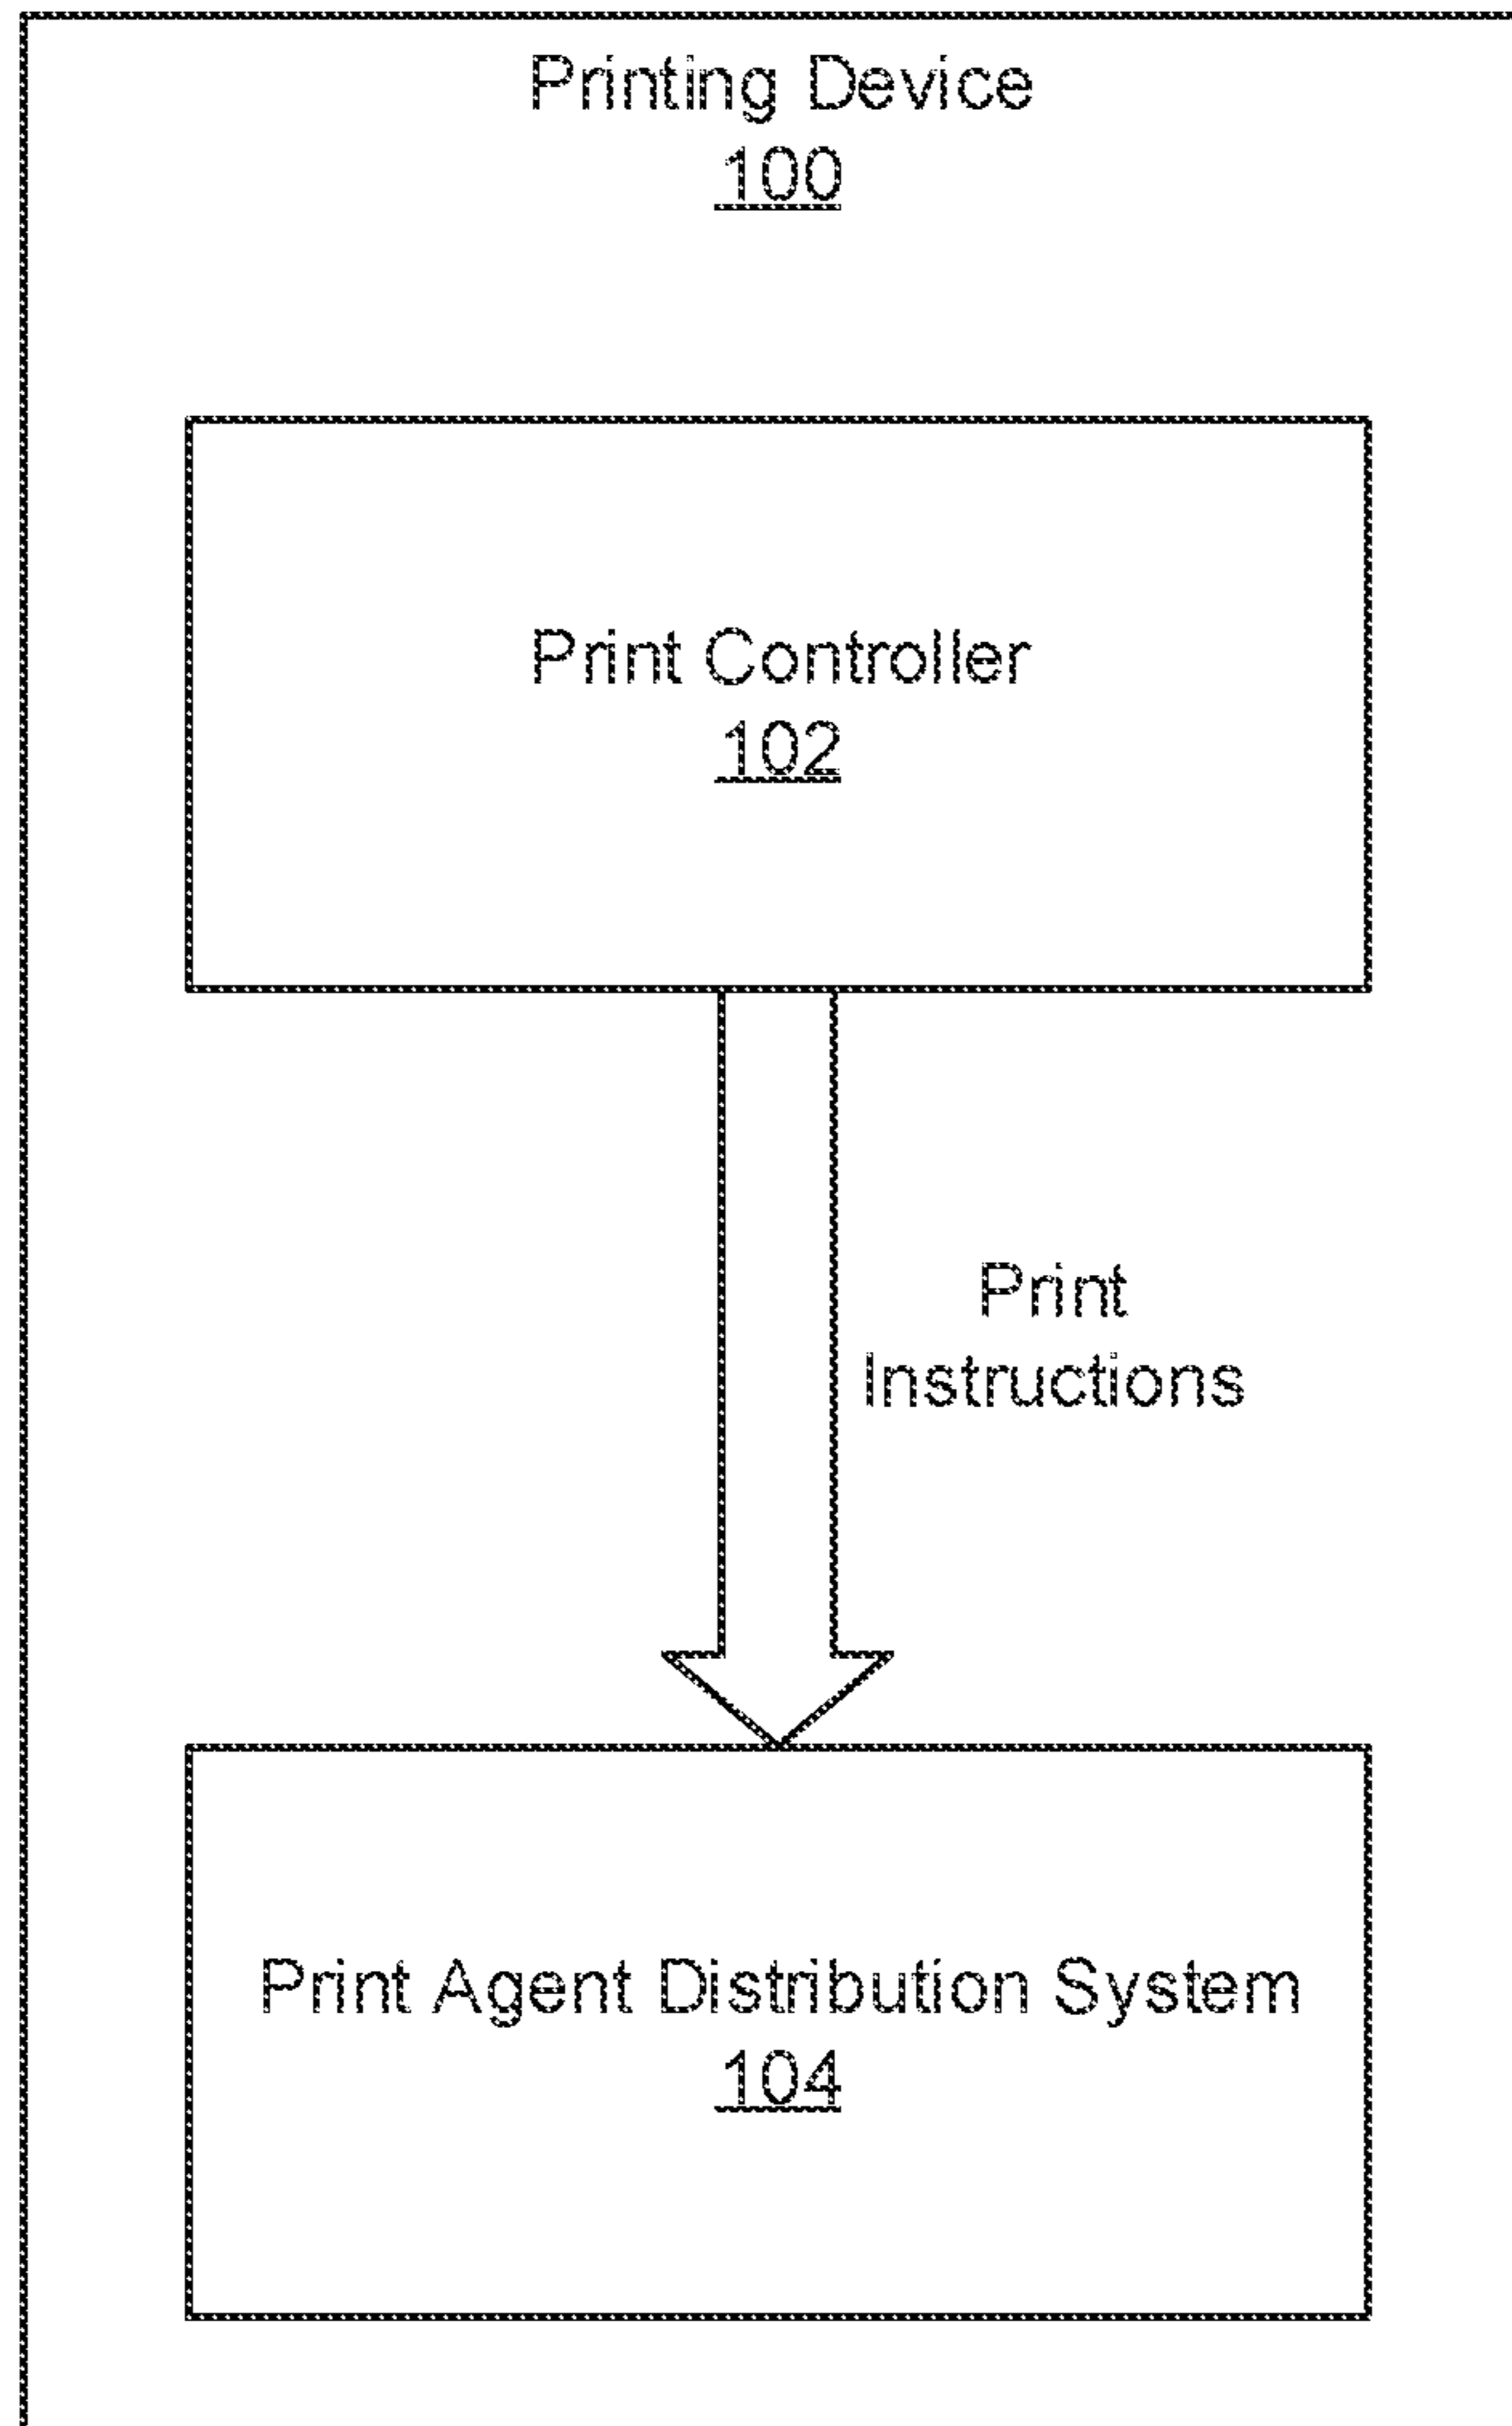 Printing Device
100
Print Controller
102
Print
Instructions
Print Agent Distribution System
104